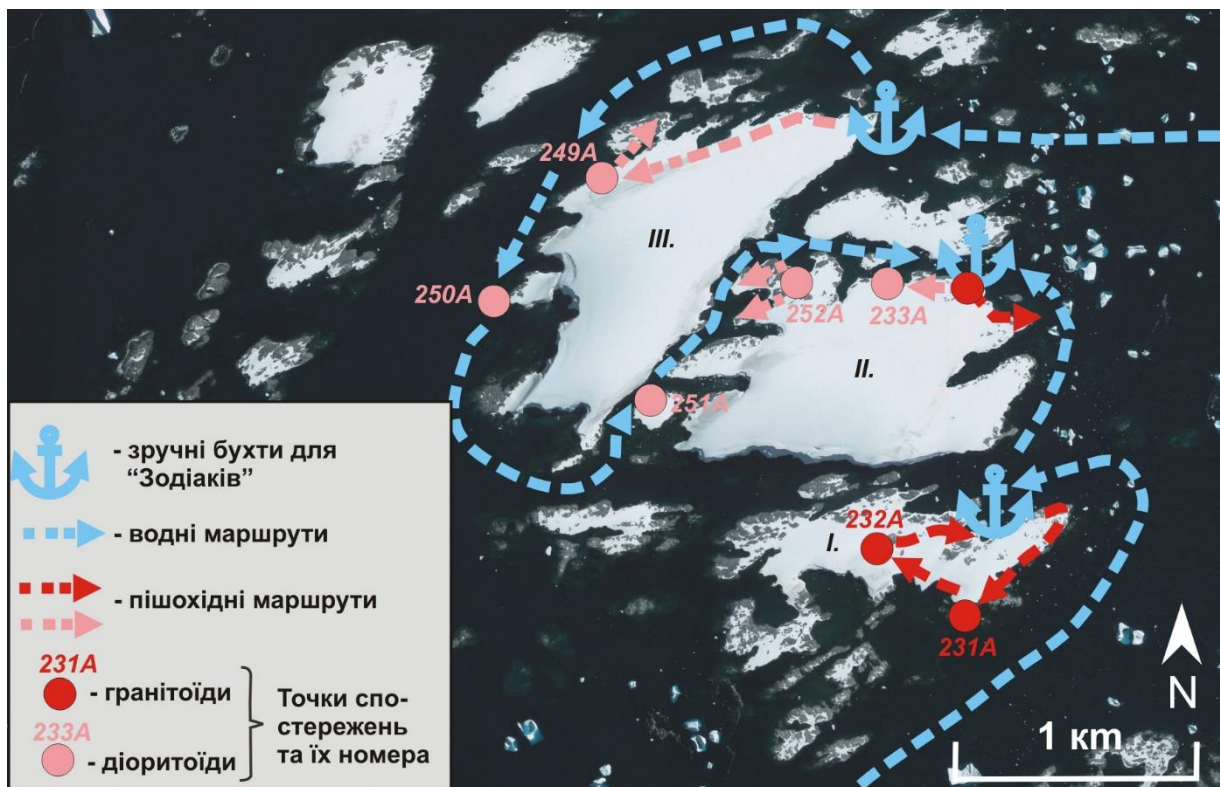 249A
III.
250A
252A
233A
II.
251A
232A
I.
231A
N
1 км
- зручні бухти для
“Зодіаків”
- водні маршрути
- пішохідні маршрути
231A
- гранітоїди
233A
- діоритоїди
Точки спо-
стережень
та їх номера